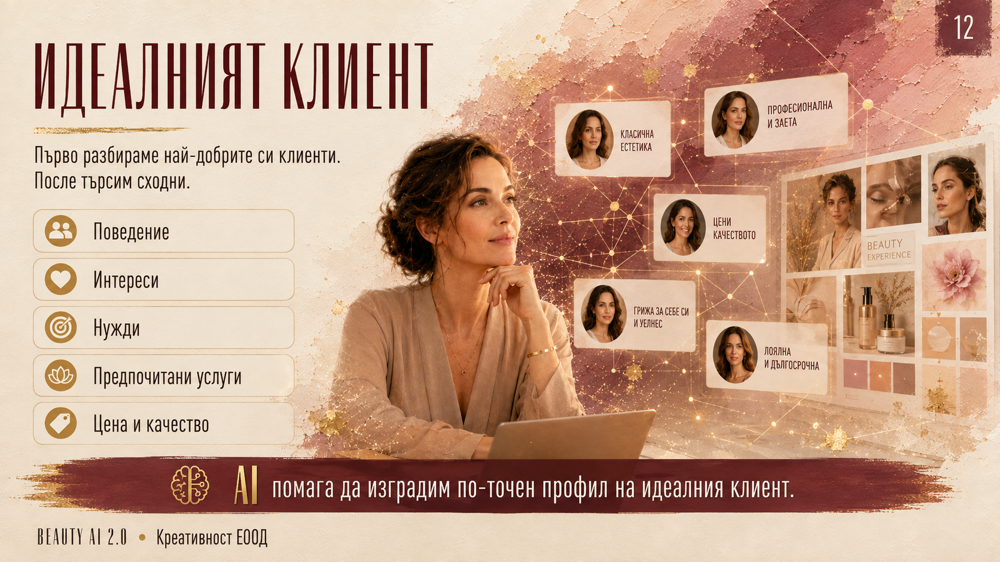 12
ИДЕАЛНИЯТ КЛИЕНТ
Първо разбираме най-добрите си клиенти.
После търсим сходни.
Поведение
Интереси
Нужди
Предпочитани услуги
Цена и качество
КЛАСИЧНА
ЕСТЕТИКА
ПРОФЕСИОНАЛНА
И ЗАЕТА
ЦЕНИ
КАЧЕСТВОТО
ГРИЖА ЗА СЕБЕ СИ
И УЕЛНЕС
ЛОЯЛНА
И ДЪЛГОСРОЧНА
BEAUTY
EXPERIENCE
AI помага да изградим по-точен профил на идеалния клиент.
BEAUTY AI 2.0 • Креативност ЕООД